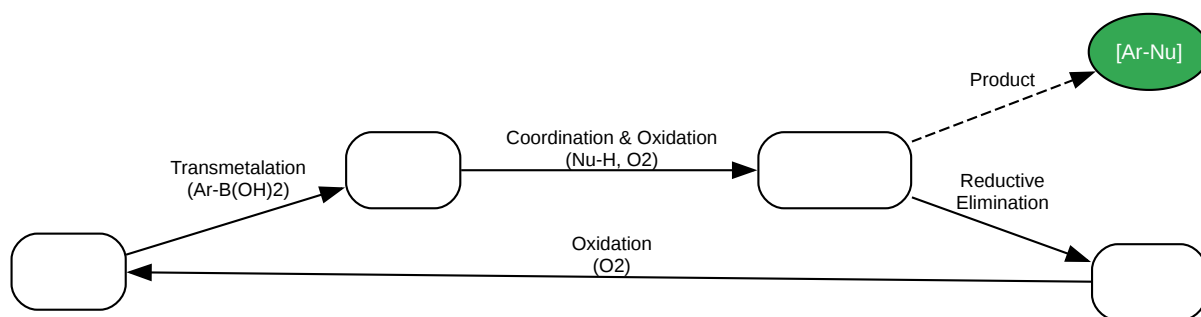 [Ar-Nu]
Product
Coordination & Oxidation
(Nu-H, O2)
Transmetalation
(Ar-B(OH)2)
Reductive
Elimination
Oxidation
(O2)